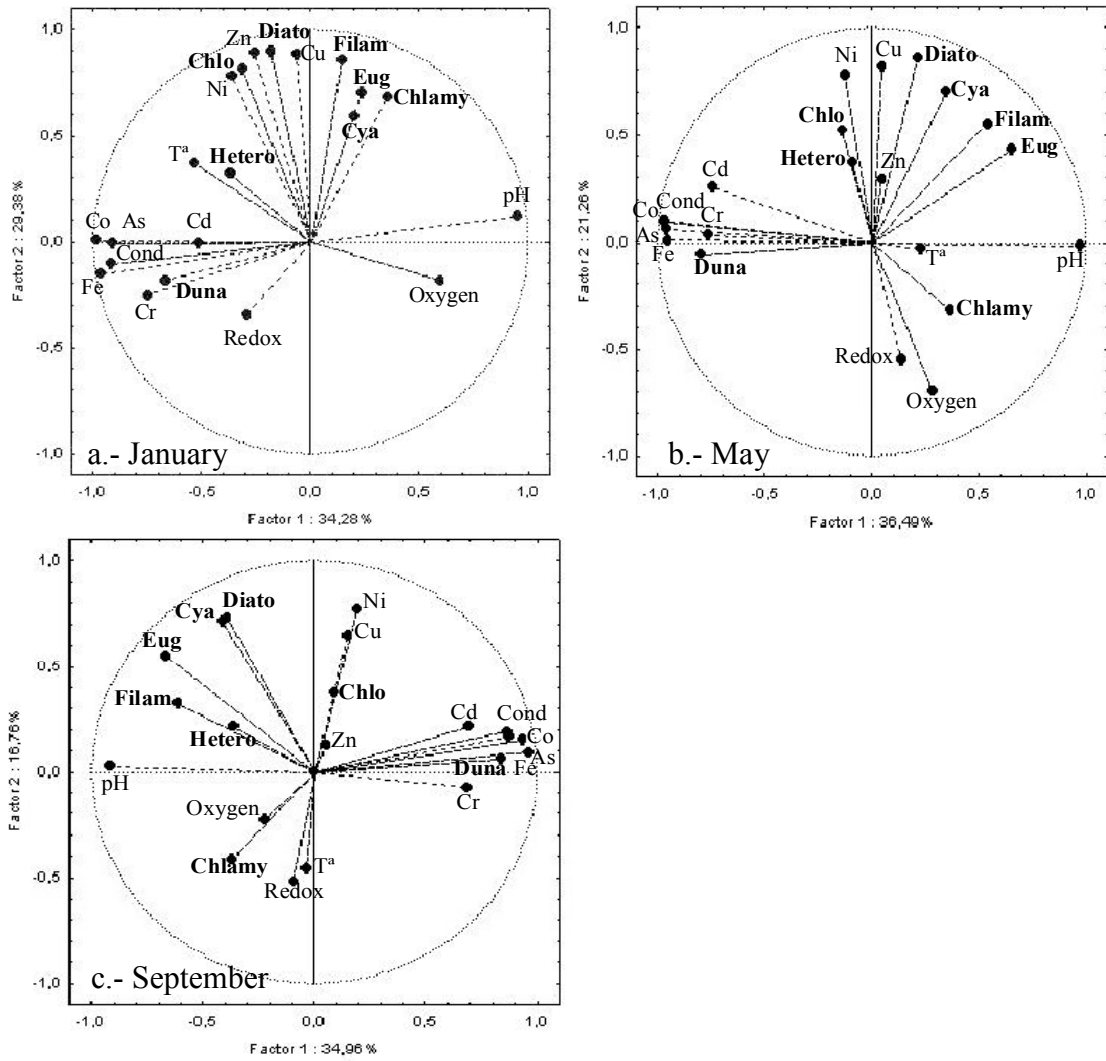 1,0
Zn Diato Cu Filam
Chlo
Ni
Eug
Chlamy
Cya
0,5
Tª Hetero
pH
Co As Cd
0,0
Cond
Fe Duna
Cr
Oxygen
Redox
-0,5
-1,0
a.- January
-1,0 -0,5 0,0 0,5 1,0
Factor 1 : 34,28 %
Factor 2 : 29,38 %
1,0
Ni Cu Diato
Cya
Chlo Filam
0,5
Hetero Eug
Zn
Cd
Co Cond Cr
0,0
As
Fe
Duna
Tª pH
Chlamy
Redox
-0,5
Oxygen
-1,0
b.- May
-1,0 -0,5 0,0 0,5 1,0
Factor 1 : 36,49 %
Factor 2 : 21,26 %
1,0
Cya Diato Ni
Cu
Eug
0,5
Filam Chlo
Hetero
Cd Cond
Zn Co
As
0,0
pH Duna Fe
Cr
Oxygen
Chlamy Tª
Redox
-0,5
-1,0
c.- September
-1,0 -0,5 0,0 0,5 1,0
Factor 1 : 34,96 %
Factor 2 : 16,76 %